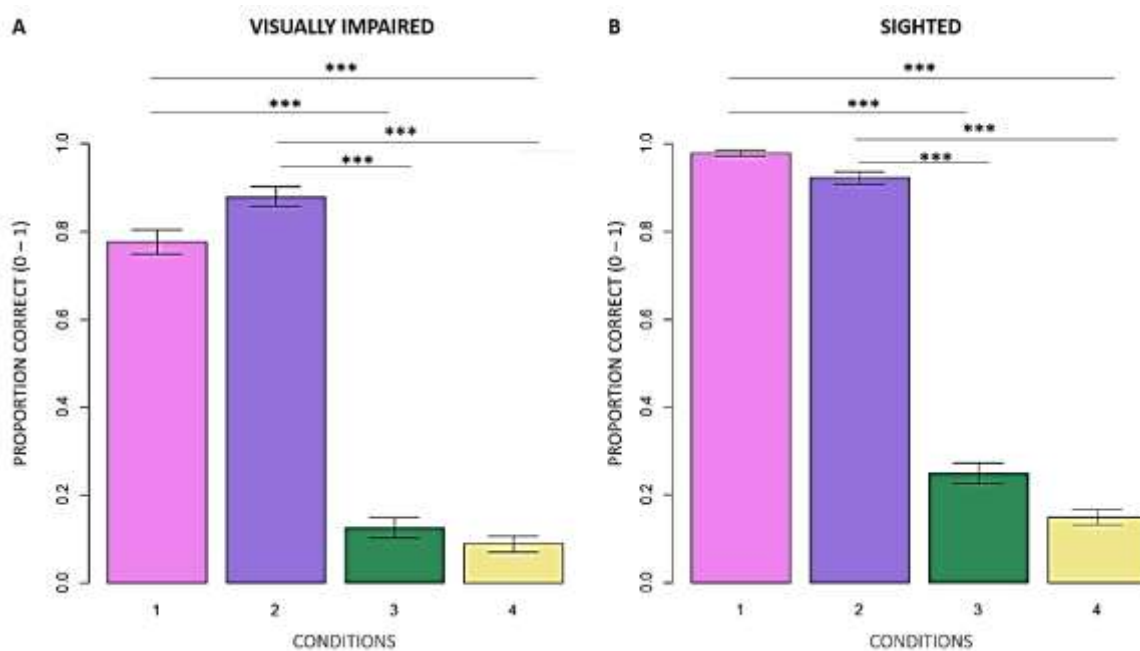 A
VISUALLY IMPAIRED
***
***
***
***
PROPORTION CORRECT (0 – 1)
1.0
0.8
0.6
0.4
0.2
0.0
1 2 3 4
CONDITIONS
B
SIGHTED
***
***
***
***
PROPORTION CORRECT (0 – 1)
1.0
0.8
0.6
0.4
0.2
0.0
1 2 3 4
CONDITIONS